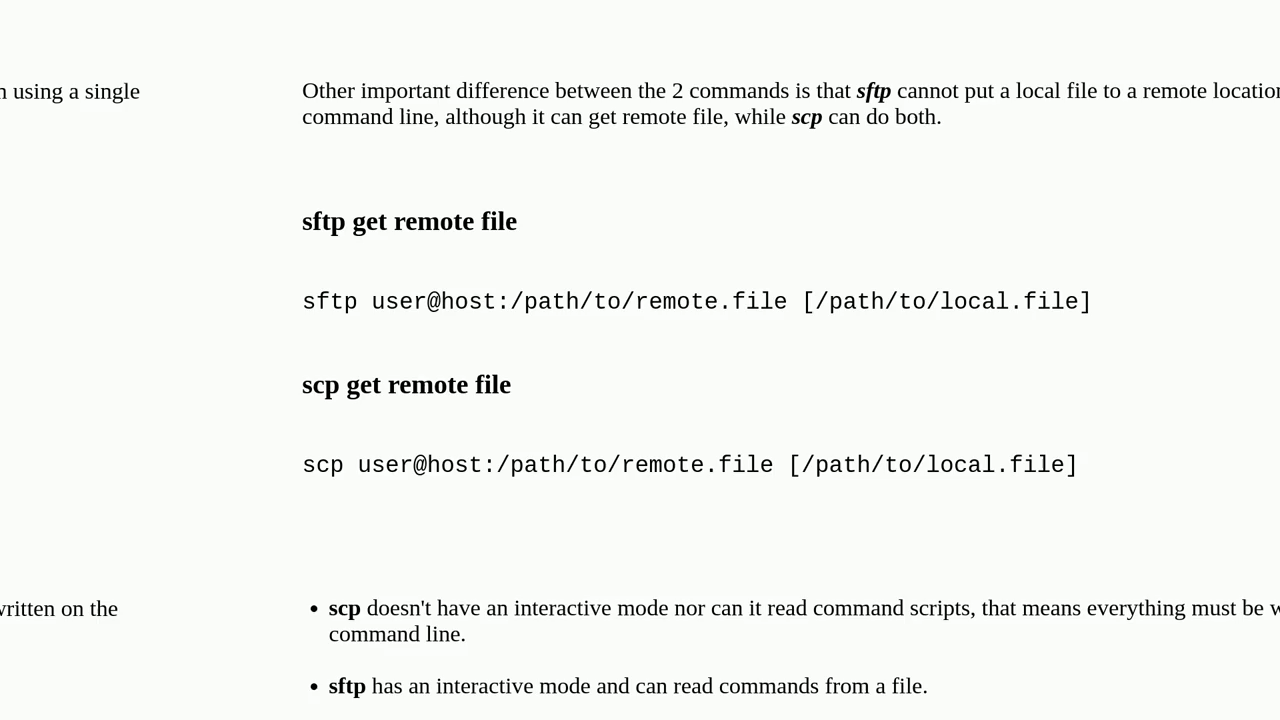 n using a single
Other important difference between the 2 commands is that sftp cannot put a local file to a remote location
command line, although it can get remote file, while scp can do both.
sftp get remote file
sftp user@host:/path/to/remote.file [/path/to/local.file]
scp get remote file
scp user@host:/path/to/remote.file [/path/to/local.file]
written on the
• scp doesn't have an interactive mode nor can it read command scripts, that means everything must be w
command line.
• sftp has an interactive mode and can read commands from a file.